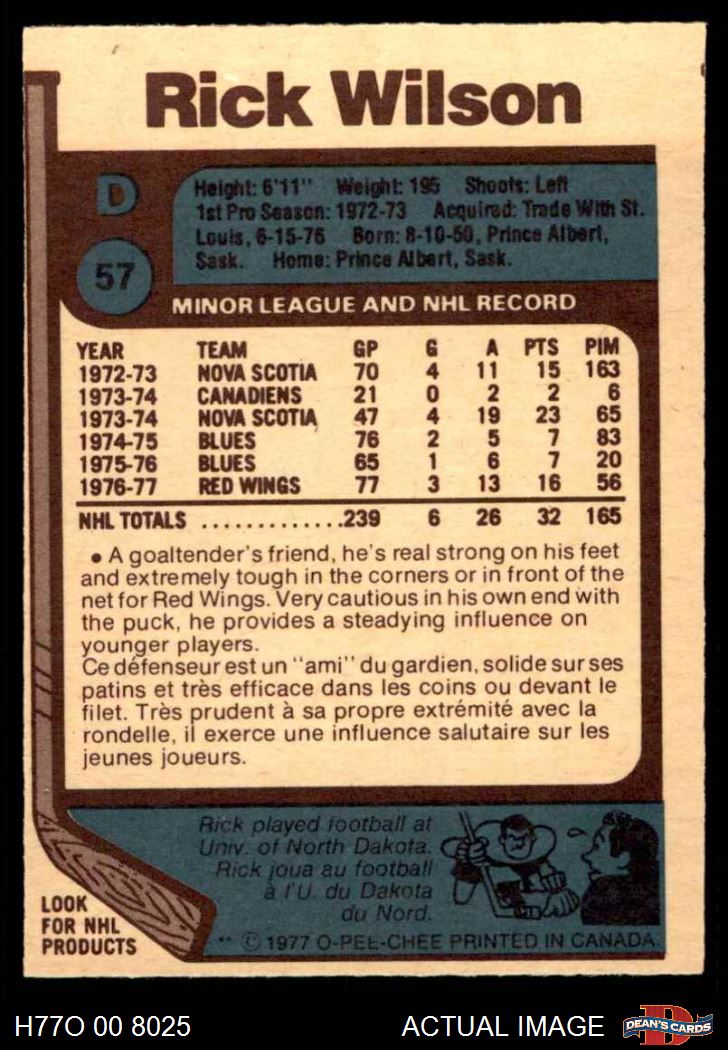 Rick Wilson
D
57
Height: 6'11" Weight: 195 Shoots: Left
1st Pro Season: 1972-73 Acquired: Trade With St.
Louis, 6-15-76 Born: 8-10-50, Prince Albert,
Sask. Home: Prince Albert, Sask.
MINOR LEAGUE AND NHL RECORD
YEAR TEAM GP G A PTS PIM
1972-73 NOVA SCOTIA 70 4 11 15 163
1973-74 CANADIENS 21 0 2 2 6
1973-74 NOVA SCOTIA 47 4 19 23 65
1974-75 BLUES 76 2 5 7 83
1975-76 BLUES 65 1 6 7 20
1976-77 RED WINGS 77 3 13 16 56
NHL TOTALS .............239 6 26 32 165
• A goaltender's friend, he's real strong on his feet
and extremely tough in the corners or in front of the
net for Red Wings. Very cautious in his own end with
the puck, he provides a steadying influence on
younger players.
Ce défenseur est un "ami" du gardien, solide sur ses
patins et très efficace dans les coins ou devant le
filet. Très prudent à sa propre extrémité avec la
rondelle, il exerce une influence salutaire sur les
jeunes joueurs.
Rick played football at
Univ. of North Dakota.
Rick joua au football
à l'U. du Dakota
du Nord.
LOOK
FOR NHL
PRODUCTS
** © 1977 O-PEE-CHEE PRINTED IN CANADA.
H77O 00 8025 ACTUAL IMAGE
D
DEAN'S CARDS